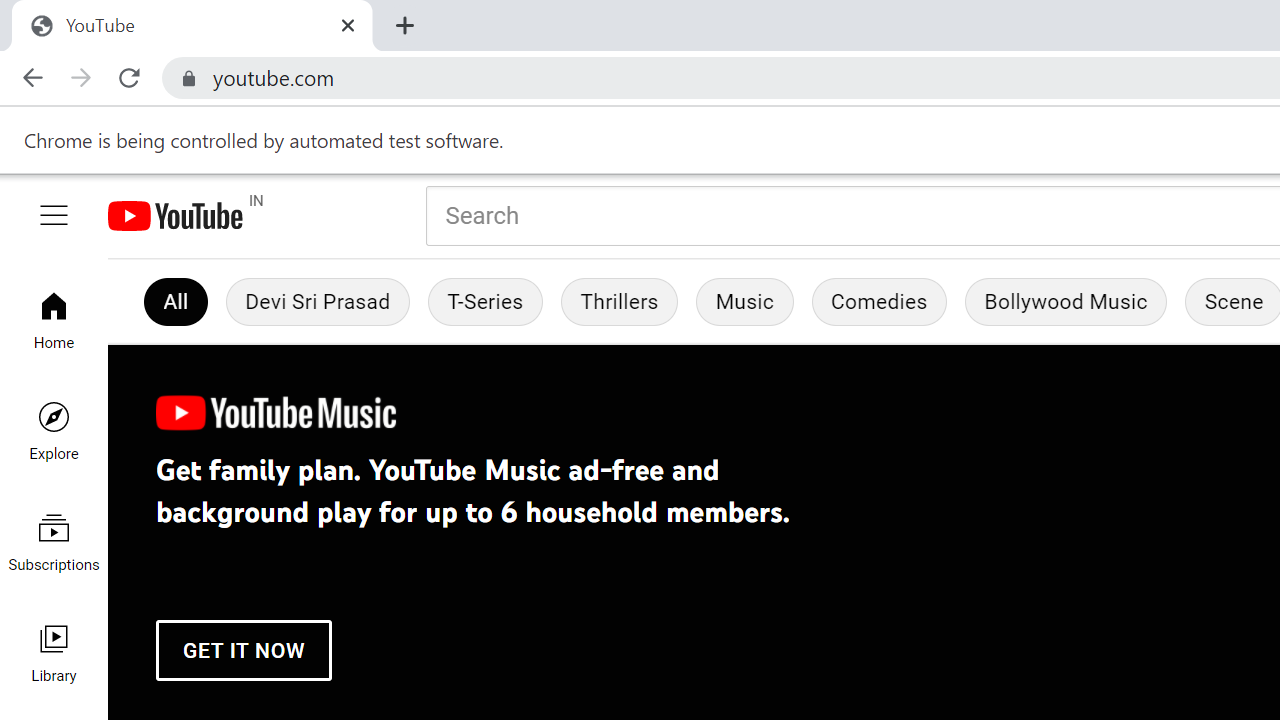 YouTube
youtube.com
Chrome is being controlled by automated test software.
YouTube IN
Search
All Devi Sri Prasad T-Series Thrillers Music Comedies Bollywood Music Scene
Home
Explore
Subscriptions
Library
YouTube Music
Get family plan. YouTube Music ad-free and
background play for up to 6 household members.
GET IT NOW